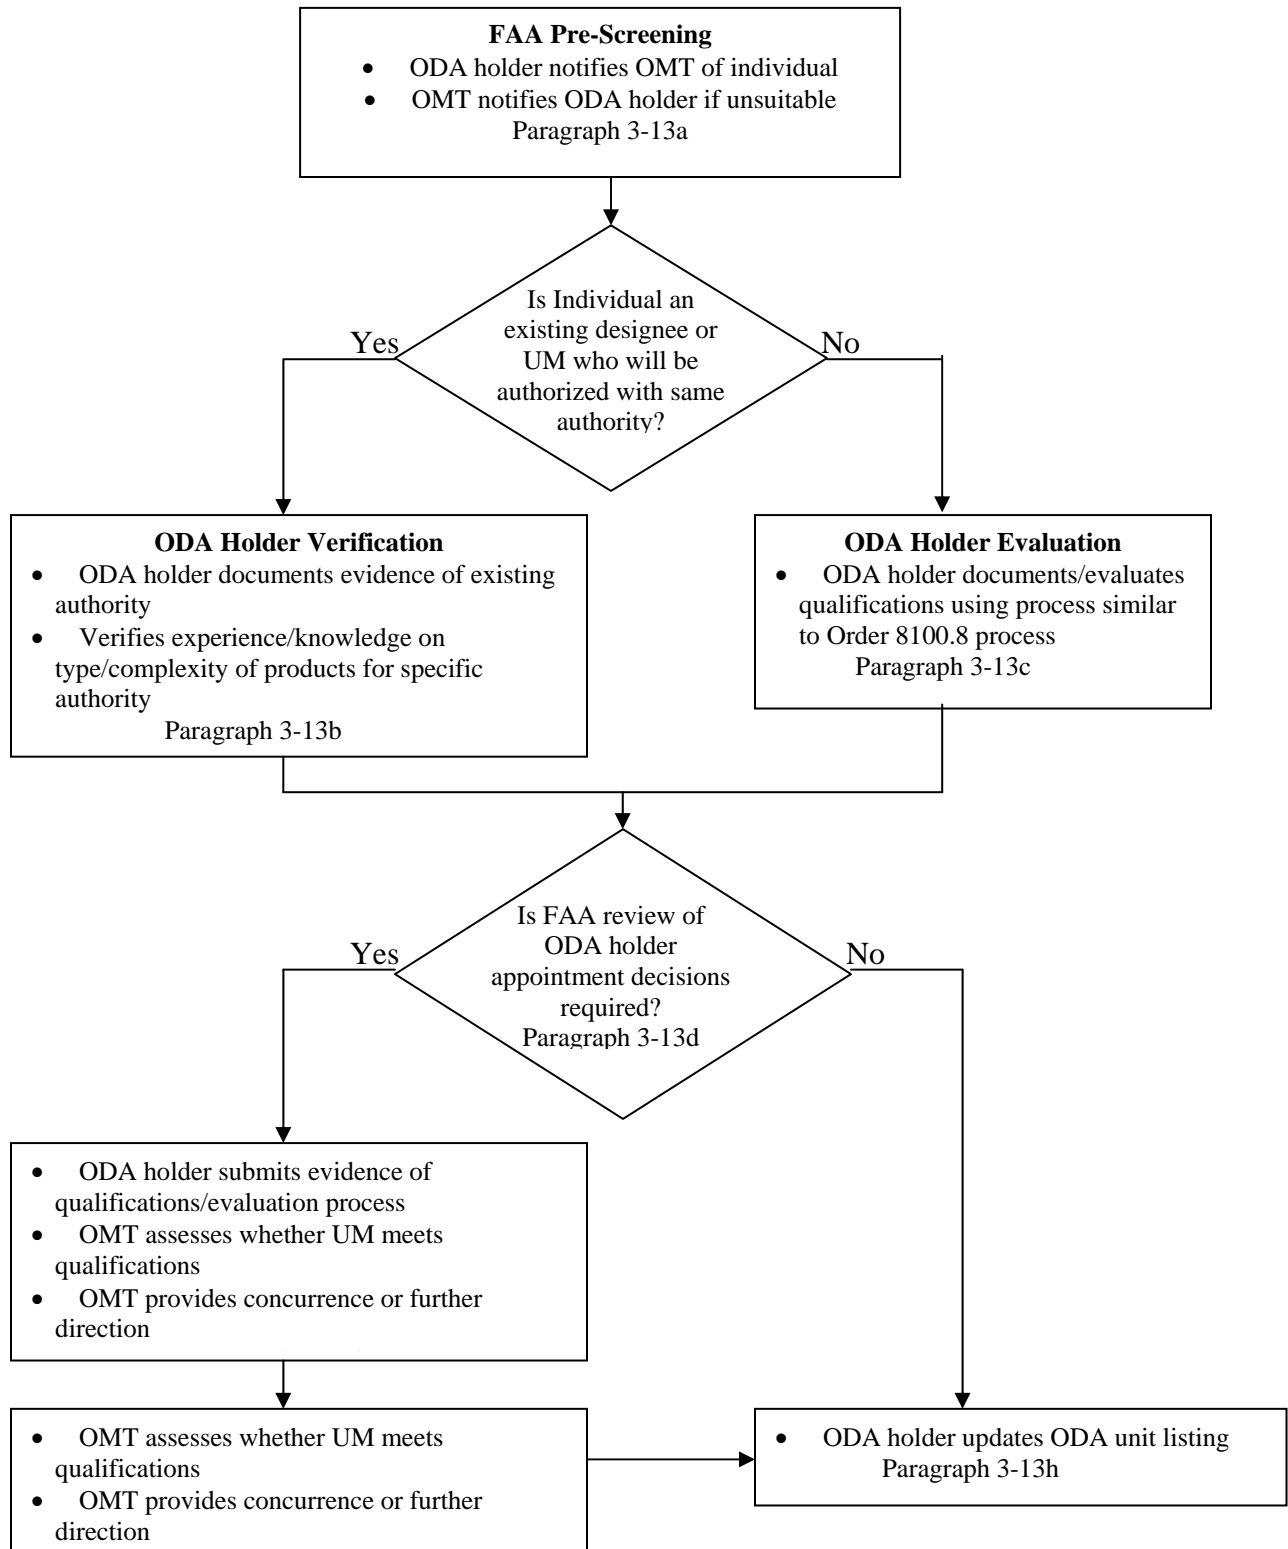 FAA Pre-Screening
• ODA holder notifies OMT of individual
• OMT notifies ODA holder if unsuitable
Paragraph 3-13a
Is Individual an
existing designee or
UM who will be
authorized with same
authority?
Yes
No
ODA Holder Verification
• ODA holder documents evidence of existing
authority
• Verifies experience/knowledge on
type/complexity of products for specific
authority
Paragraph 3-13b
ODA Holder Evaluation
• ODA holder documents/evaluates
qualifications using process similar
to Order 8100.8 process
Paragraph 3-13c
Is FAA review of
ODA holder
appointment decisions
required?
Paragraph 3-13d
Yes
No
• ODA holder submits evidence of
qualifications/evaluation process
• OMT assesses whether UM meets
qualifications
• OMT provides concurrence or further
direction
• OMT assesses whether UM meets
qualifications
• OMT provides concurrence or further
direction
• ODA holder updates ODA unit listing
Paragraph 3-13h